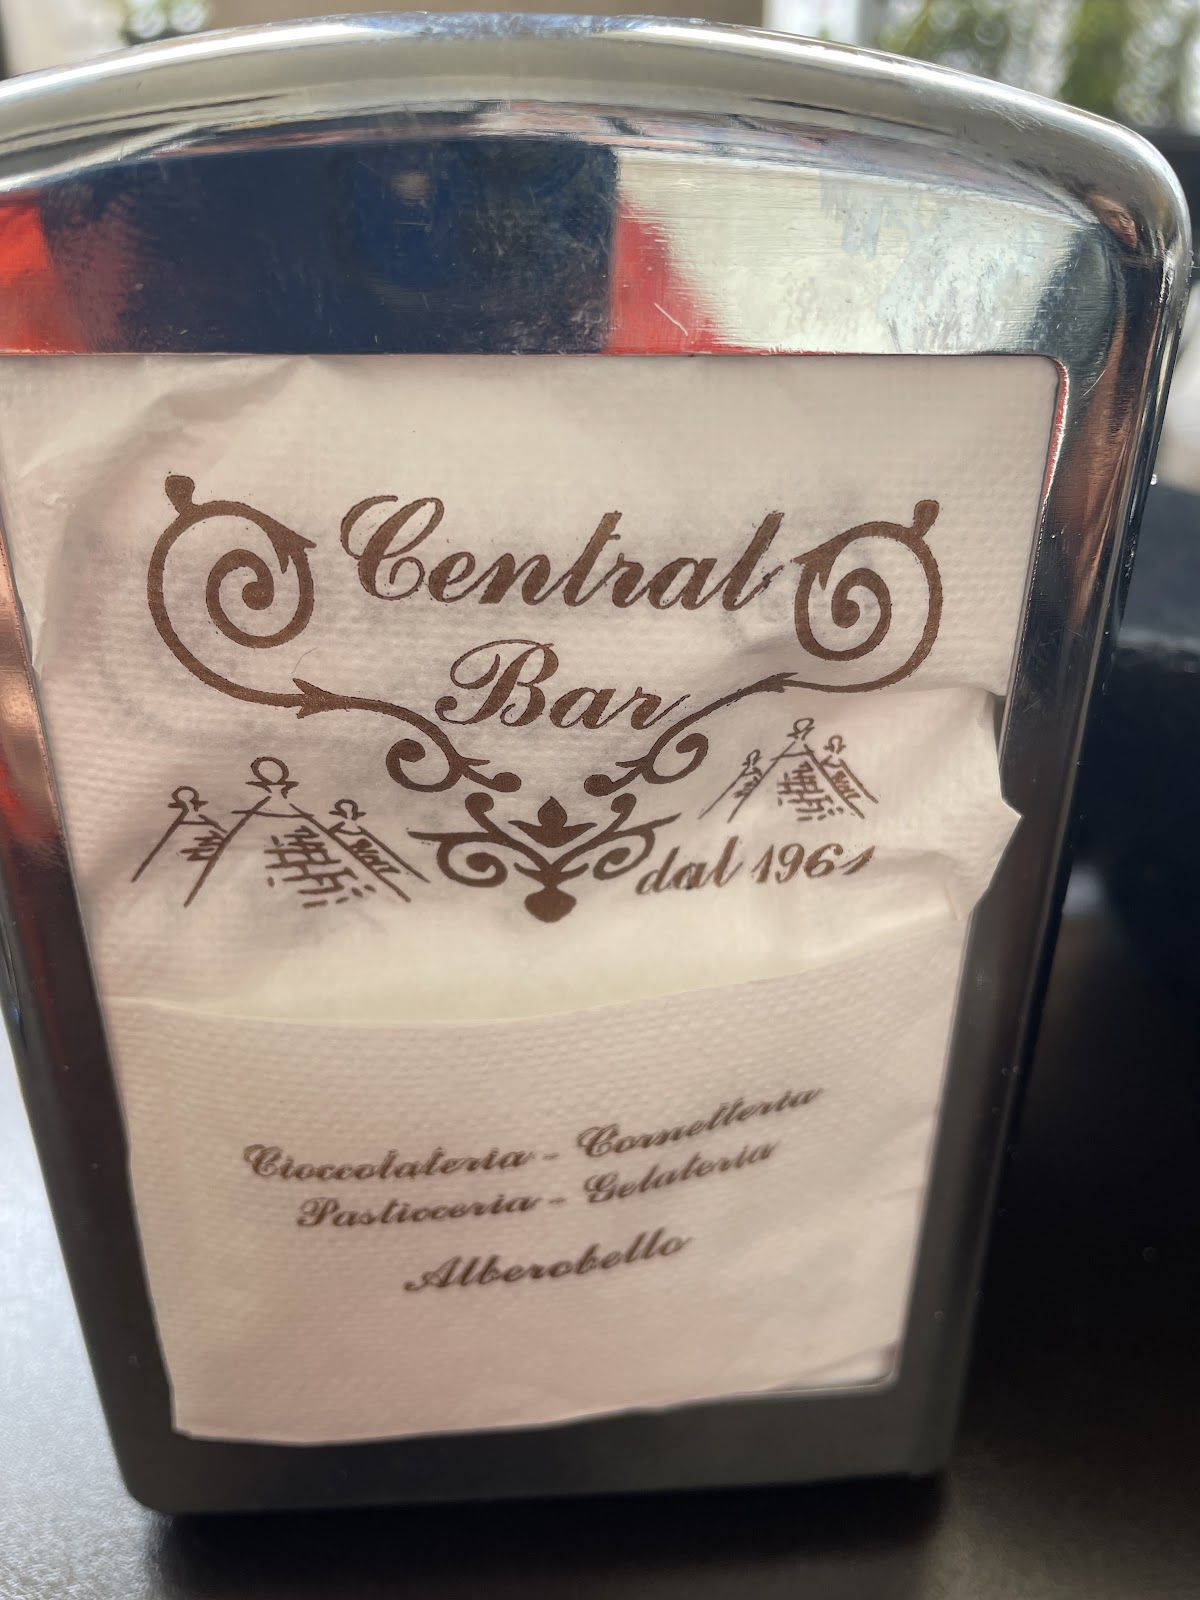 Central
Bar
dal 1961
Cioccolateria - Cornetteria
Pasticceria - Gelateria
Alberobello